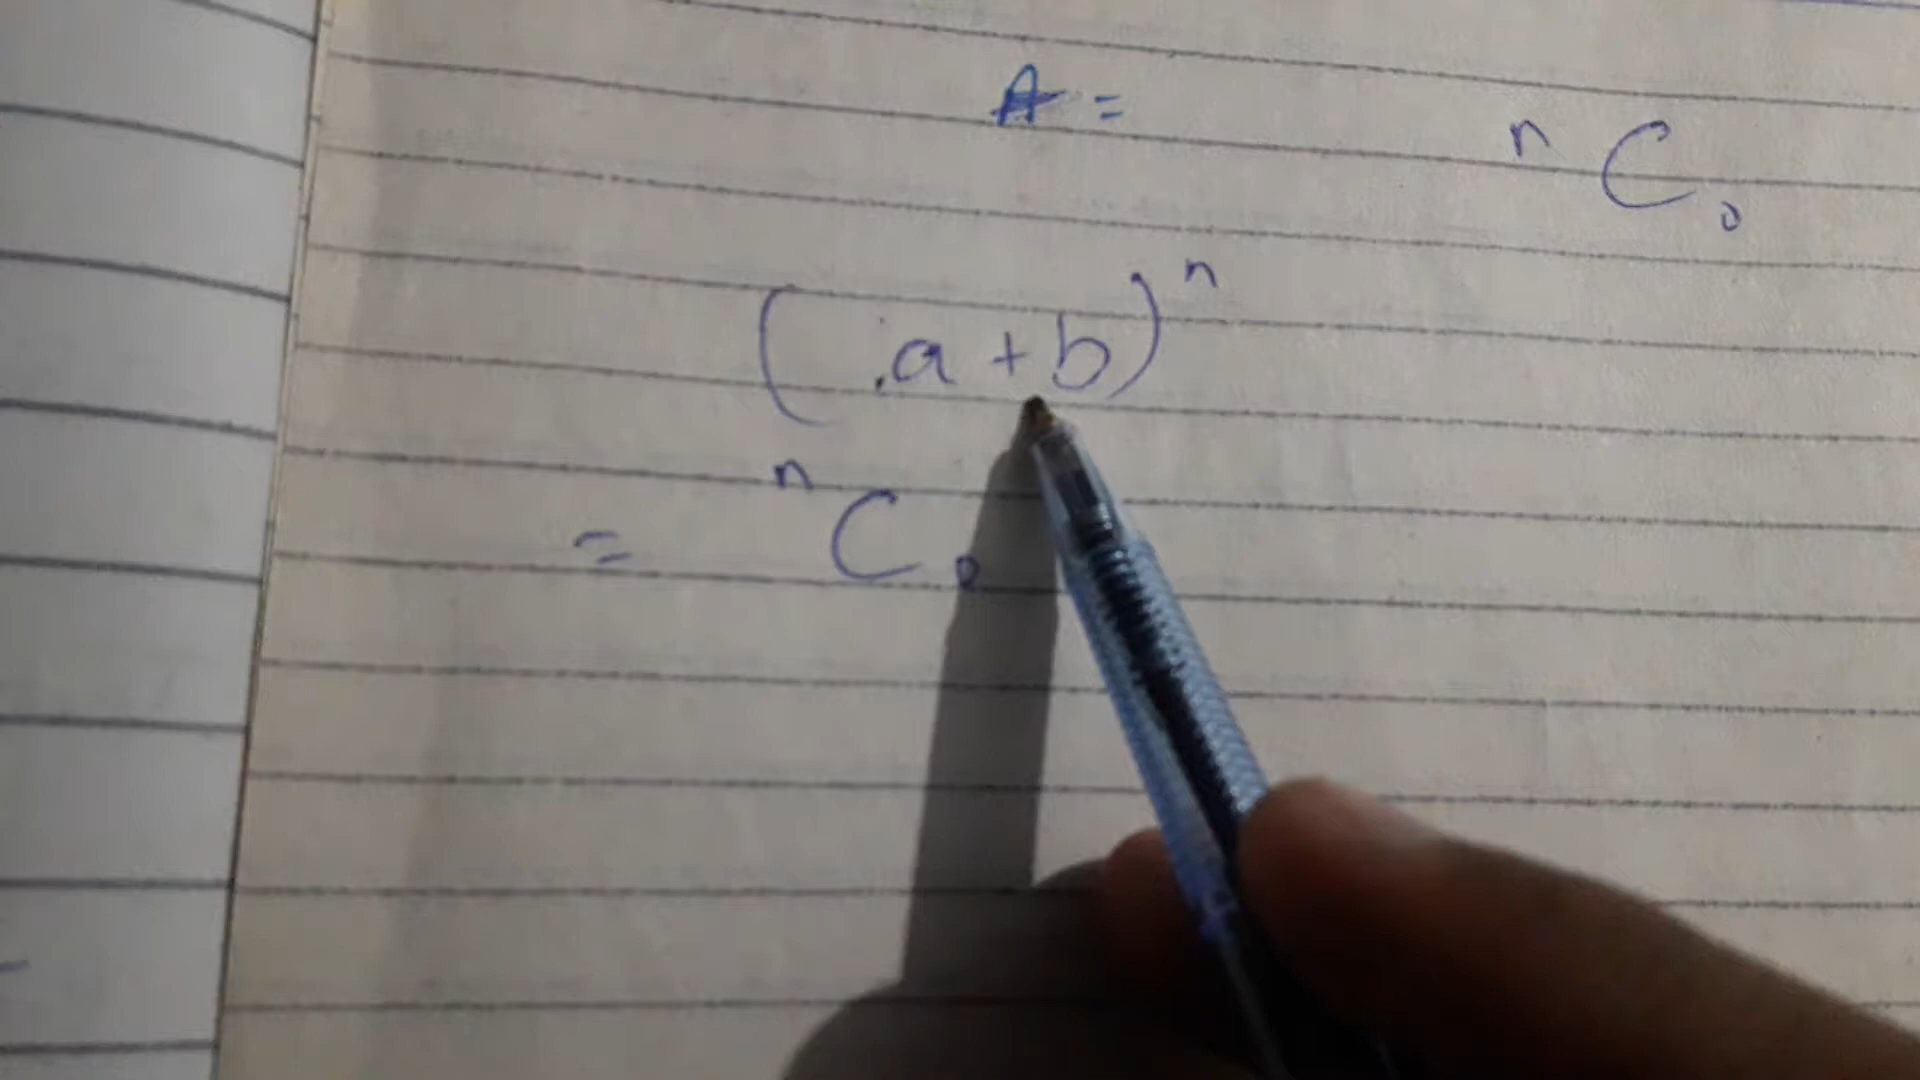 A =
ⁿC₀
(a + b)ⁿ
= ⁿC₀